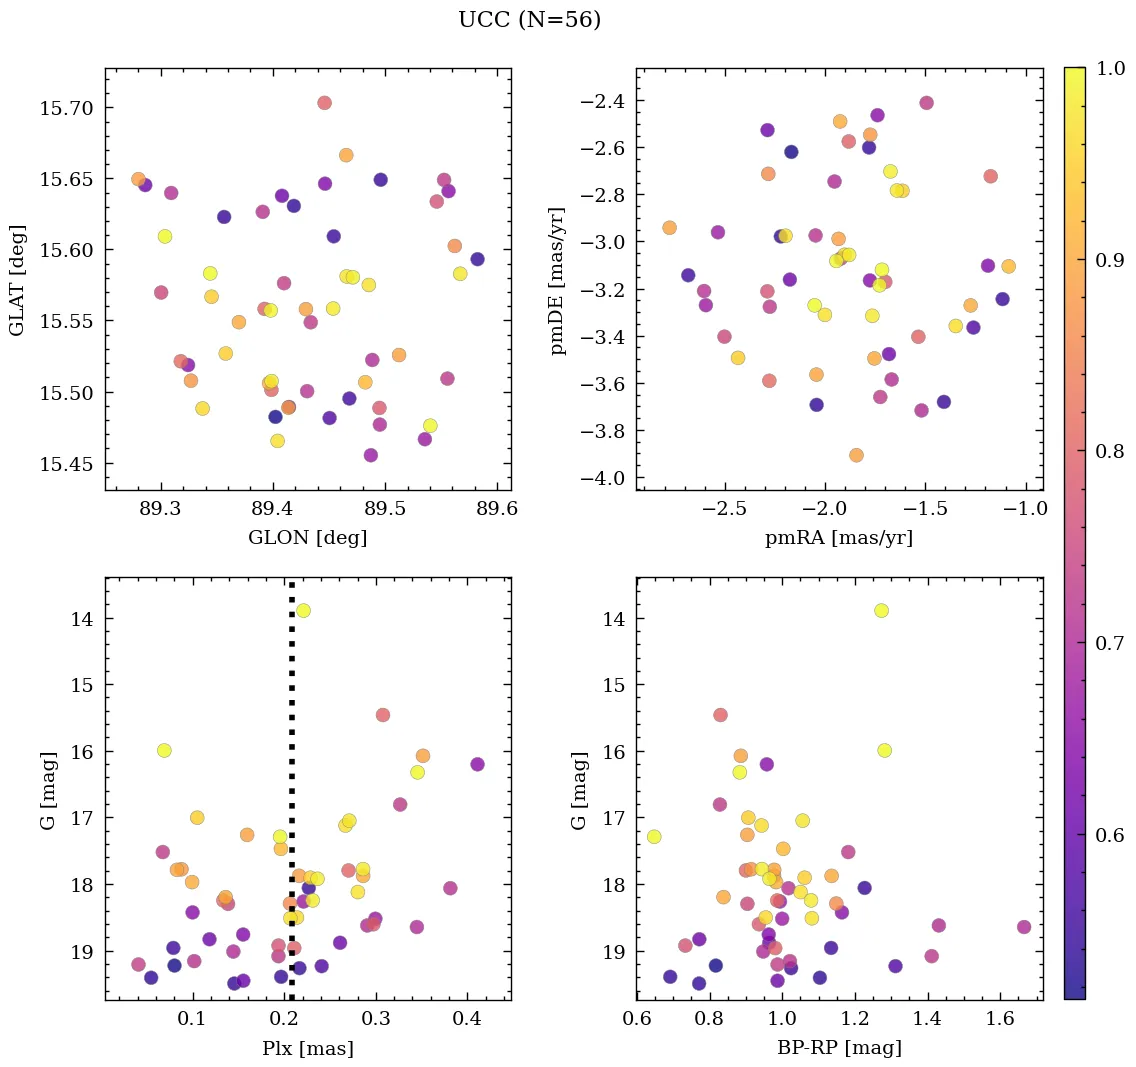 UCC (N=56)
15.70
15.65
15.60
15.55
15.50
15.45
GLAT [deg]
89.3 89.4 89.5 89.6
GLON [deg]
−2.4
−2.6
−2.8
−3.0
−3.2
−3.4
−3.6
−3.8
−4.0
pmDE [mas/yr]
−2.5 −2.0 −1.5 −1.0
pmRA [mas/yr]
1.0
0.9
0.8
0.7
0.6
14
15
16
17
18
19
G [mag]
0.1 0.2 0.3 0.4
Plx [mas]
14
15
16
17
18
19
G [mag]
0.6 0.8 1.0 1.2 1.4 1.6
BP-RP [mag]